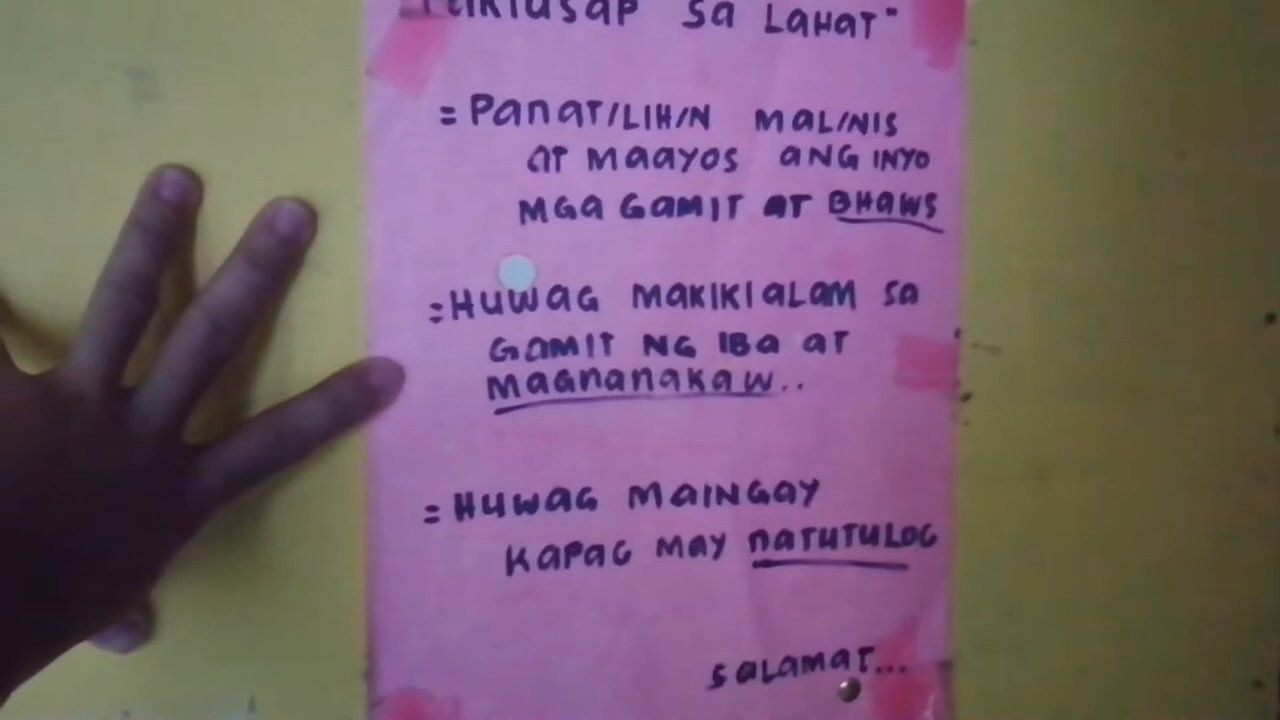 Pakiusap sa LAHAT"
= PanaTILIHIN MALINIS
aT MaaYOS ANG INYO
MGa GamIT aT BHaws
= HuwaG MAKIKIALAM sa
GamIT NG IBa aT
MaGnanaKaw..
= Huwag MaINGaY
KaPaG MaY naTuTuLOG
SaLamaT...